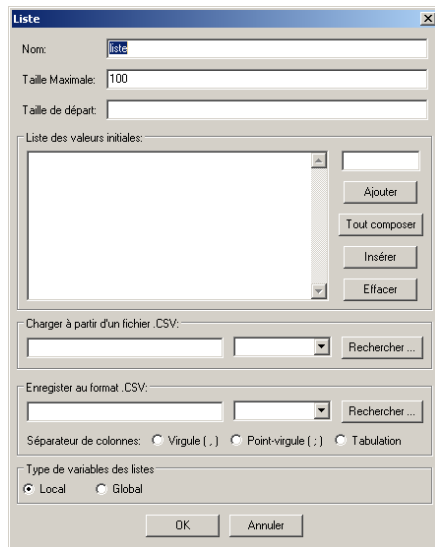 Liste
Nom: liste
Taille Maximale: 100
Taille de départ:
Liste des valeurs initiales:
Ajouter
Tout composer
Insérer
Effacer
Charger à partir d'un fichier .CSV:
Rechercher ...
Enregister au format .CSV:
Rechercher ...
Séparateur de colonnes: Virgule ( , ) Point-virgule ( ; ) Tabulation
Type de variables des listes
Local Global
OK Annuler